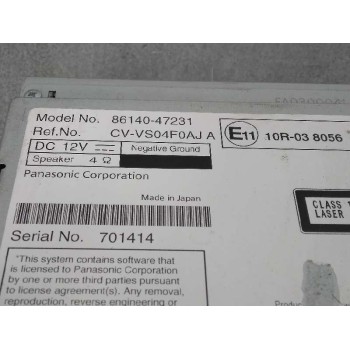 Model No. 86140-47231
Ref.No. CV-VS04F0AJ A
DC 12V Negative Ground
Speaker 4 Ω
Panasonic Corporation
E11 10R-03 8056
Made in Japan
CLASS
LASER
Serial No. 701414
"This system contains software that
is licensed to Panasonic Corporation
by one or more third parties pursuant
to license agreement(s). Any removal,
reproduction, reverse engineering or